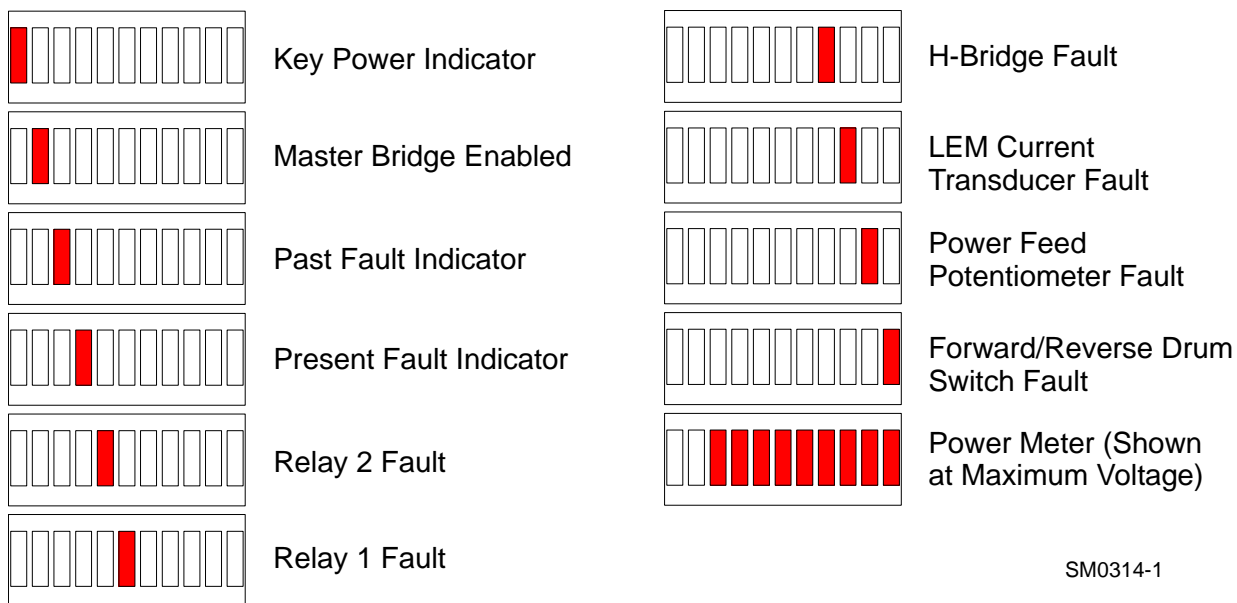 Key Power Indicator
Master Bridge Enabled
Past Fault Indicator
Present Fault Indicator
Relay 2 Fault
Relay 1 Fault
H-Bridge Fault
LEM Current
Transducer Fault
Power Feed
Potentiometer Fault
Forward/Reverse Drum
Switch Fault
Power Meter (Shown
at Maximum Voltage)
SM0314-1